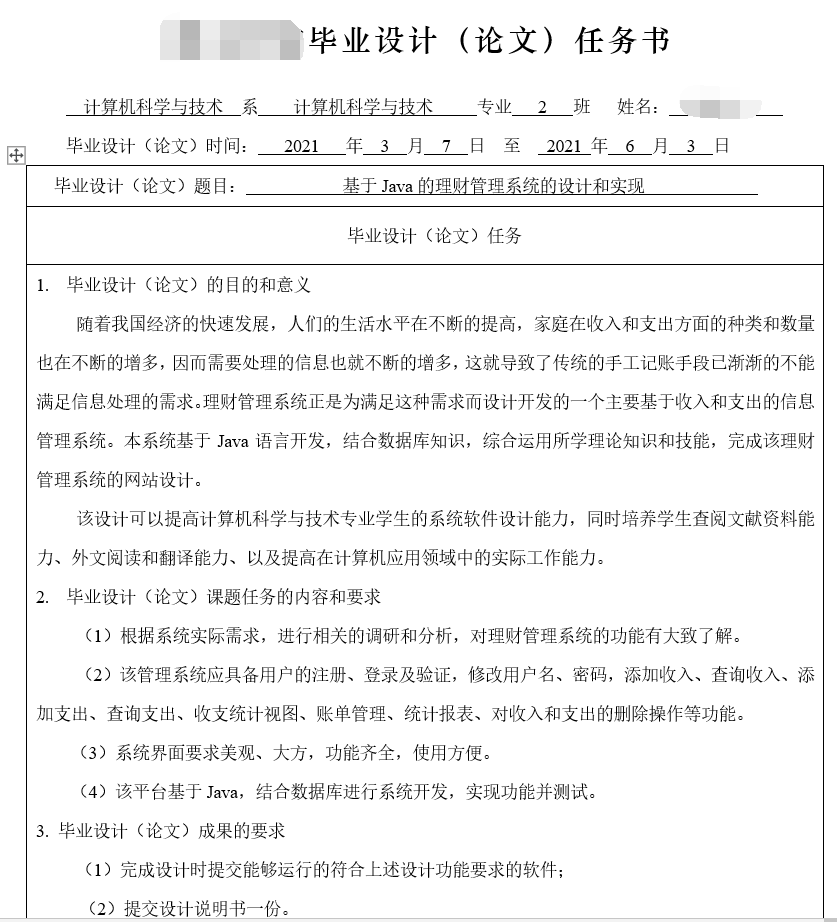 毕业设计（论文）任务书
计算机科学与技术 系 计算机科学与技术 专业 2 班 姓名：
毕业设计（论文）时间： 2021 年 3 月 7 日 至 2021 年 6 月 3 日
毕业设计（论文）题目： 基于 Java 的理财管理系统的设计和实现
毕业设计（论文）任务
1. 毕业设计（论文）的目的和意义
随着我国经济的快速发展，人们的生活水平在不断的提高，家庭在收入和支出方面的种类和数量
也在不断的增多，因而需要处理的信息也就不断的增多，这就导致了传统的手工记账手段已渐渐的不能
满足信息处理的需求。理财管理系统正是为满足这种需求而设计开发的一个主要基于收入和支出的信息
管理系统。本系统基于 Java 语言开发，结合数据库知识，综合运用所学理论知识和技能，完成该理财
管理系统的网站设计。
该设计可以提高计算机科学与技术专业学生的系统软件设计能力，同时培养学生查阅文献资料能
力、外文阅读和翻译能力、以及提高在计算机应用领域中的实际工作能力。
2. 毕业设计（论文）课题任务的内容和要求
（1）根据系统实际需求，进行相关的调研和分析，对理财管理系统的功能有大致了解。
（2）该管理系统应具备用户的注册、登录及验证，修改用户名、密码，添加收入、查询收入、添
加支出、查询支出、收支统计视图、账单管理、统计报表、对收入和支出的删除操作等功能。
（3）系统界面要求美观、大方，功能齐全，使用方便。
（4）该平台基于 Java，结合数据库进行系统开发，实现功能并测试。
3. 毕业设计（论文）成果的要求
（1）完成设计时提交能够运行的符合上述设计功能要求的软件；
（2）提交设计说明书一份。